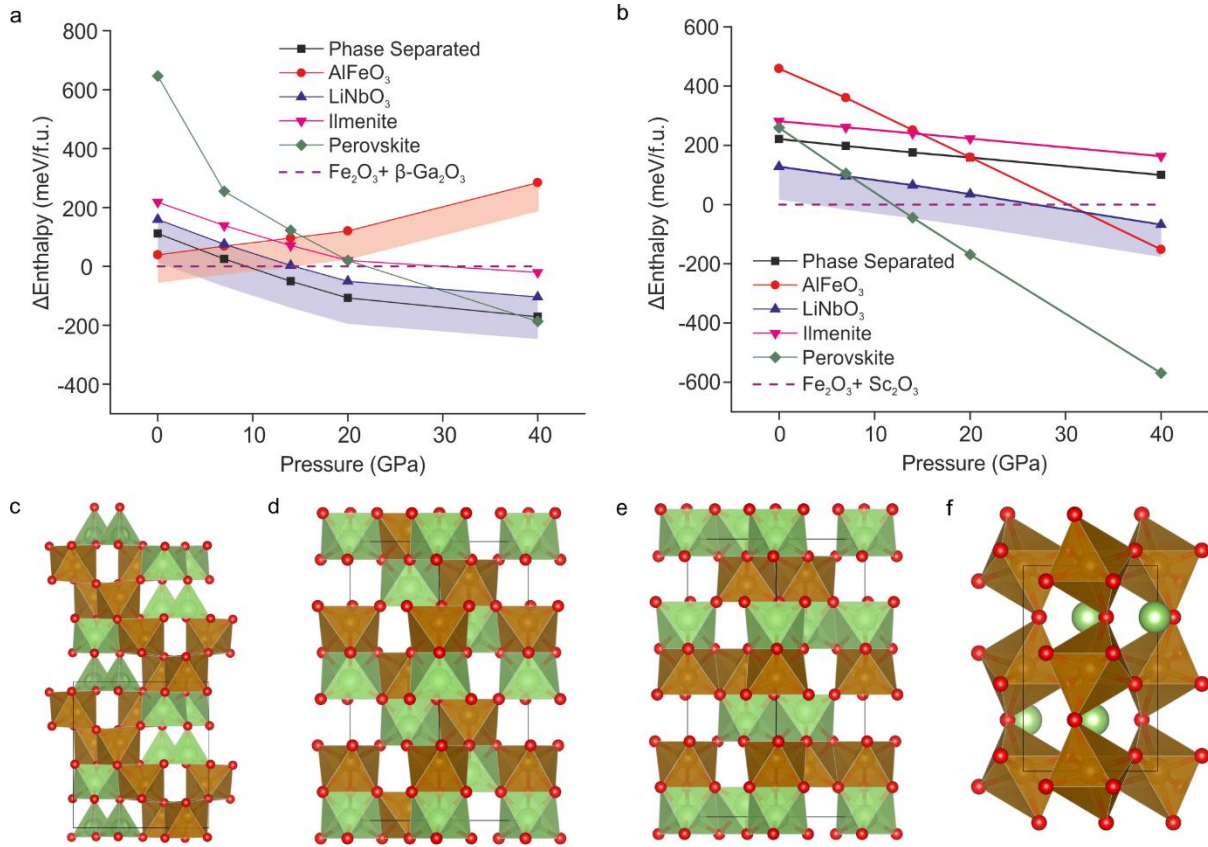 a
ΔEnthalpy (meV/f.u.)
800
600
400
200
0
-200
-400
Phase Separated
AlFeO₃
LiNbO₃
Ilmenite
Perovskite
Fe₂O₃+ β-Ga₂O₃
0
10
20
30
40
Pressure (GPa)
b
ΔEnthalpy (meV/f.u.)
600
400
200
0
-200
-400
-600
Phase Separated
AlFeO₃
LiNbO₃
Ilmenite
Perovskite
Fe₂O₃+ Sc₂O₃
0
10
20
30
40
Pressure (GPa)
c
d
e
f